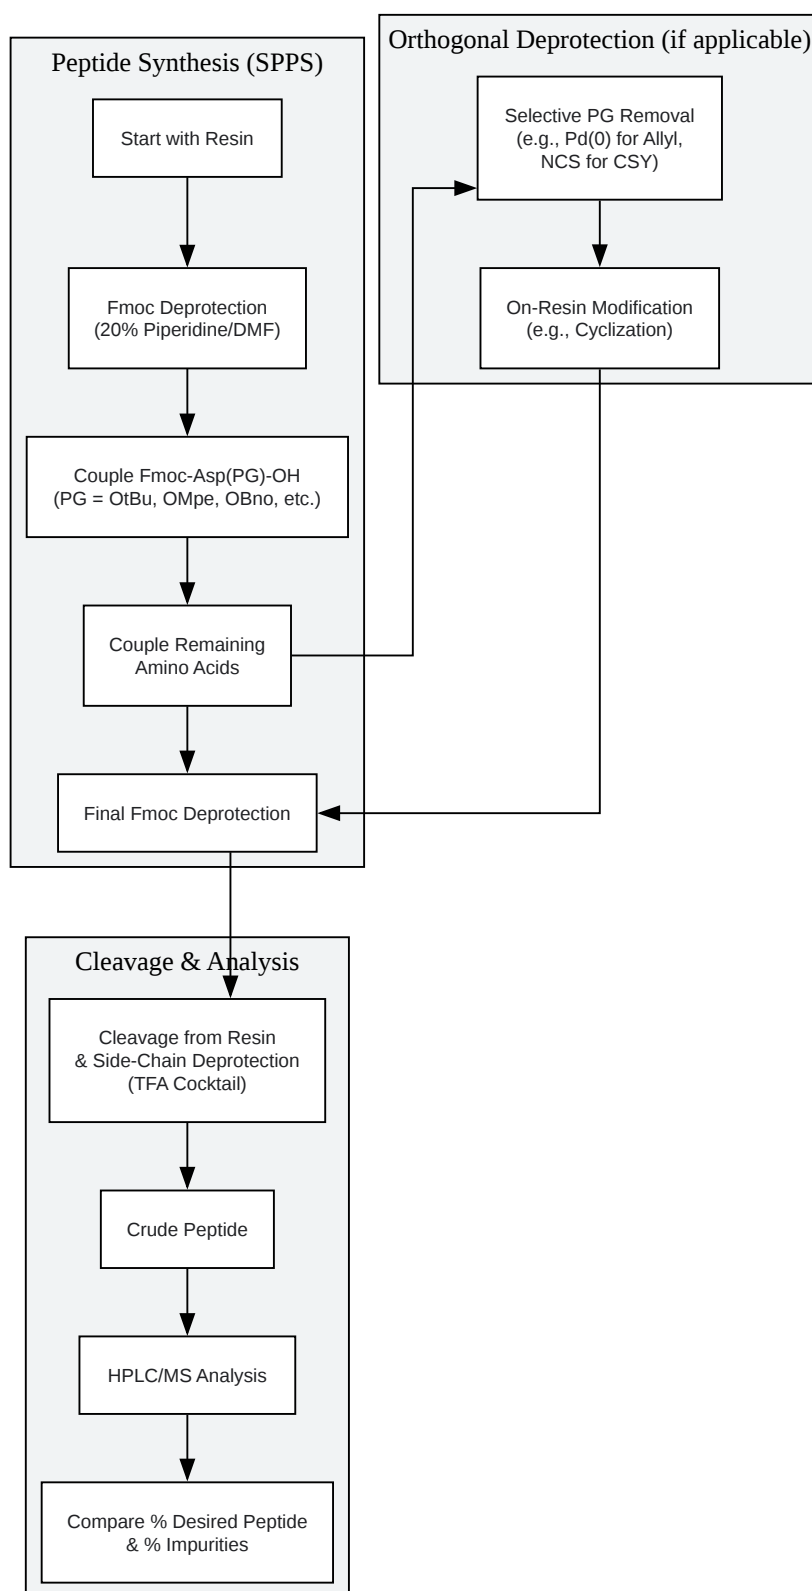 Peptide Synthesis (SPPS)
Start with Resin
Fmoc Deprotection
(20% Piperidine/DMF)
Couple Fmoc-Asp(PG)-OH
(PG = OtBu, OMpe, OBno, etc.)
Couple Remaining
Amino Acids
Final Fmoc Deprotection
Orthogonal Deprotection (if applicable)
Selective PG Removal
(e.g., Pd(0) for Allyl,
NCS for CSY)
On-Resin Modification
(e.g., Cyclization)
Cleavage & Analysis
Cleavage from Resin
& Side-Chain Deprotection
(TFA Cocktail)
Crude Peptide
HPLC/MS Analysis
Compare % Desired Peptide
& % Impurities